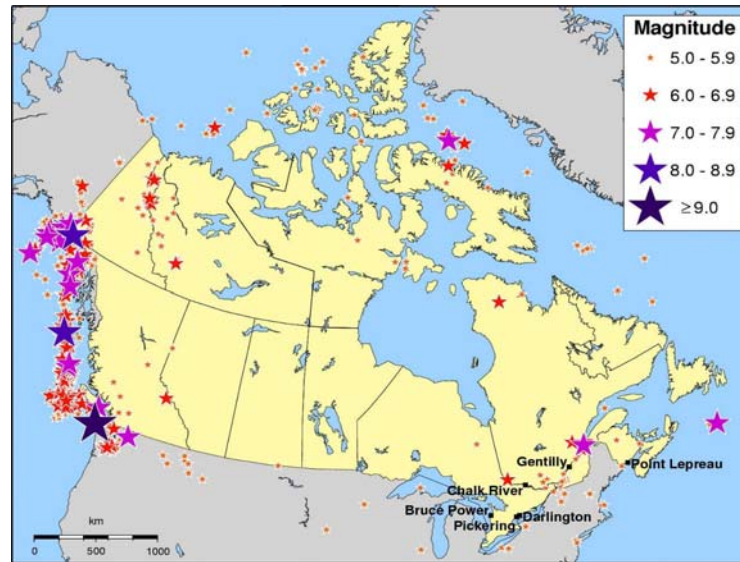 Magnitude
5.0 - 5.9
6.0 - 6.9
7.0 - 7.9
8.0 - 8.9
≥9.0
Gentilly
Point Lepreau
Chalk River
Bruce Power
Darlington
Pickering
km
0 500 1000